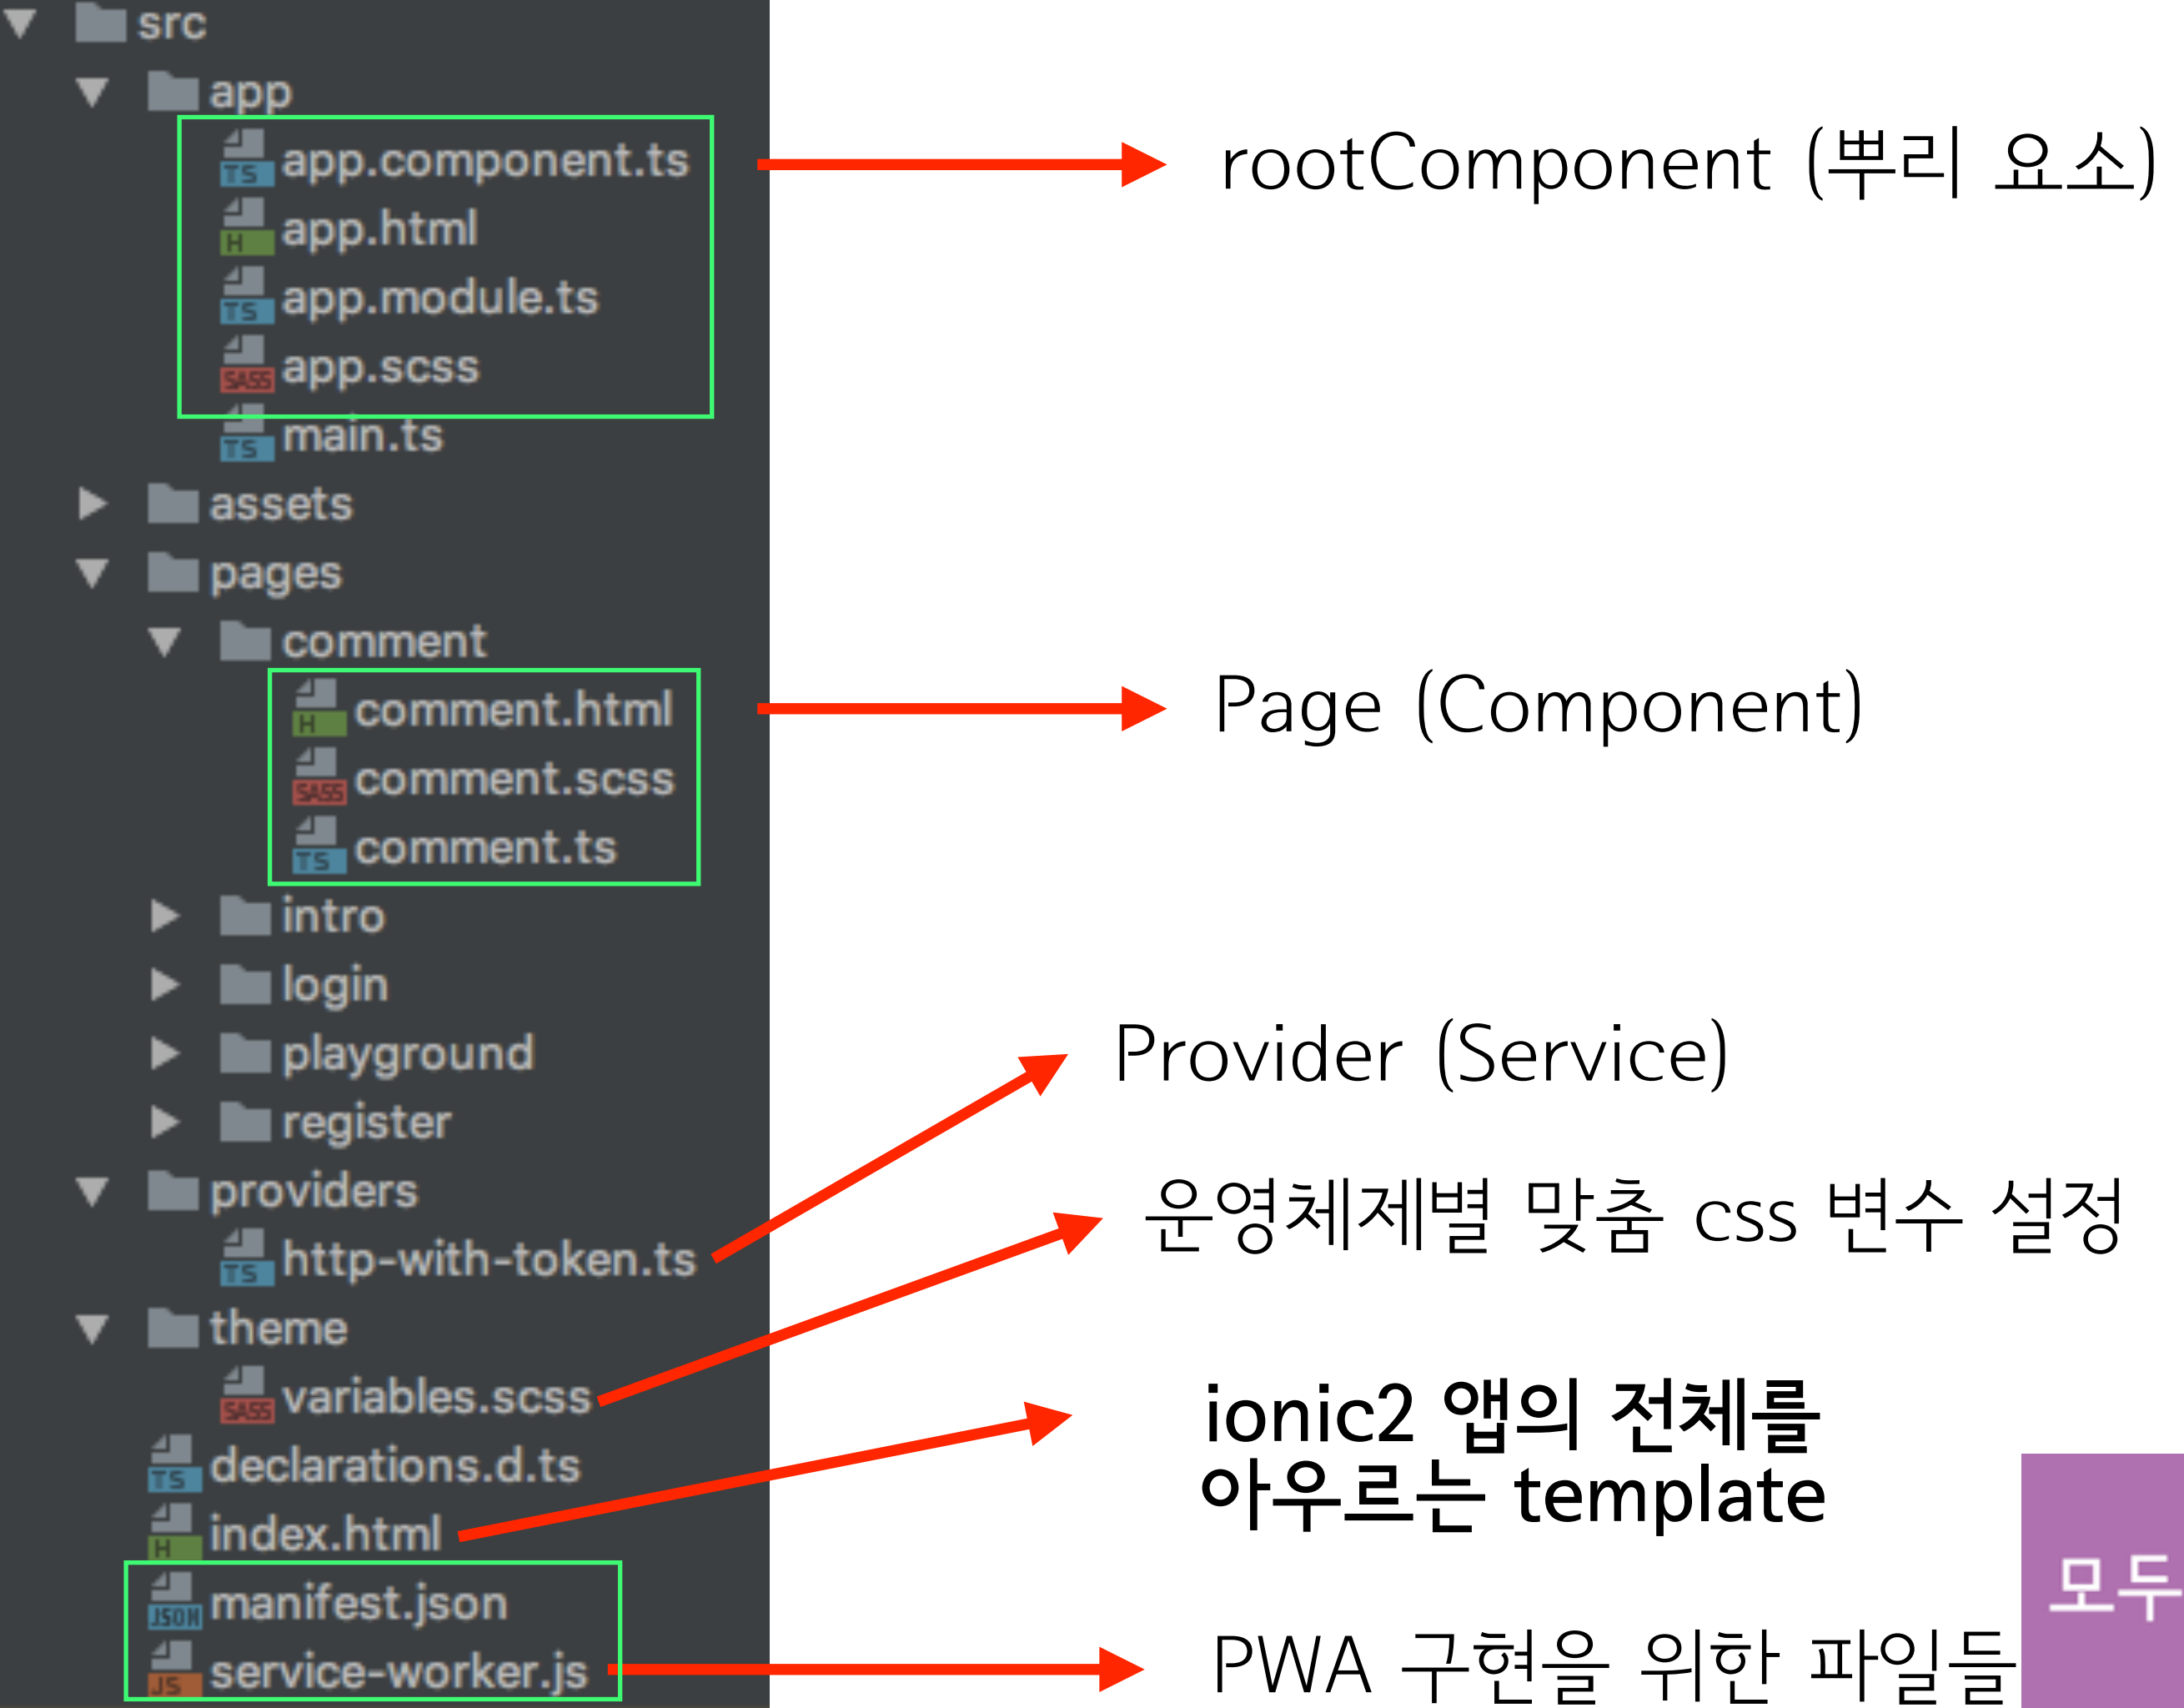 src
app
app.component.ts
rootComponent (뿌리 요소)
app.html
app.module.ts
app.scss
main.ts
assets
pages
comment
comment.html
Page (Component)
comment.scss
comment.ts
intro
login
playground
Provider (Service)
register
providers
운영체제별 맞춤 css 변수 설정
http-with-token.ts
theme
variables.scss
ionic2 앱의 전체를
아우르는 template
declarations.d.ts
index.html
manifest.json
모두
service-worker.js
PWA 구현을 위한 파일들